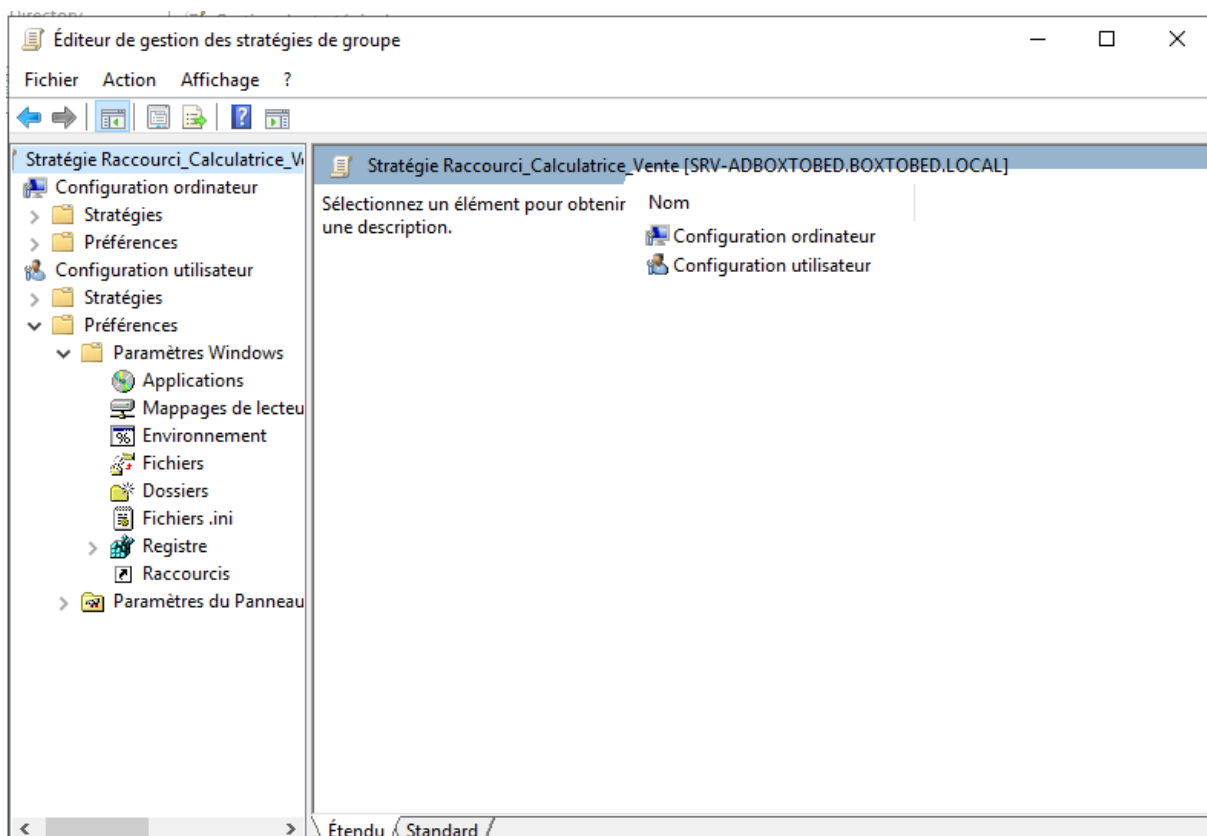 Éditeur de gestion des stratégies de groupe
Fichier Action Affichage ?
Stratégie Raccourci_Calculatrice_V
Configuration ordinateur
Stratégies
Préférences
Configuration utilisateur
Stratégies
Préférences
Paramètres Windows
Applications
Mappages de lecteu
Environnement
Fichiers
Dossiers
Fichiers .ini
Registre
Raccourcis
Paramètres du Panneau
Stratégie Raccourci_Calculatrice_Vente [SRV-ADBOXTOBED.BOXTOBED.LOCAL]
Sélectionnez un élément pour obtenir
une description.
Nom
Configuration ordinateur
Configuration utilisateur
Étendu Standard